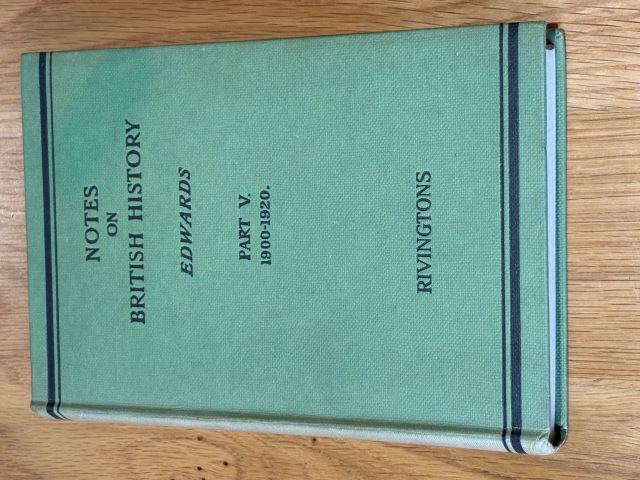 NOTES
ON
BRITISH HISTORY
EDWARDS
PART V.
1900-1920.
RIVINGTONS